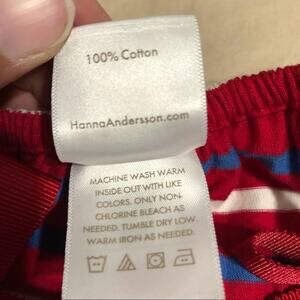 100% Cotton
HannaAndersson.com
MACHINE WASH WARM
INSIDE OUT WITH LIKE
COLORS. ONLY NON-
CHLORINE BLEACH AS
NEEDED. TUMBLE DRY LOW.
WARM IRON AS NEEDED.